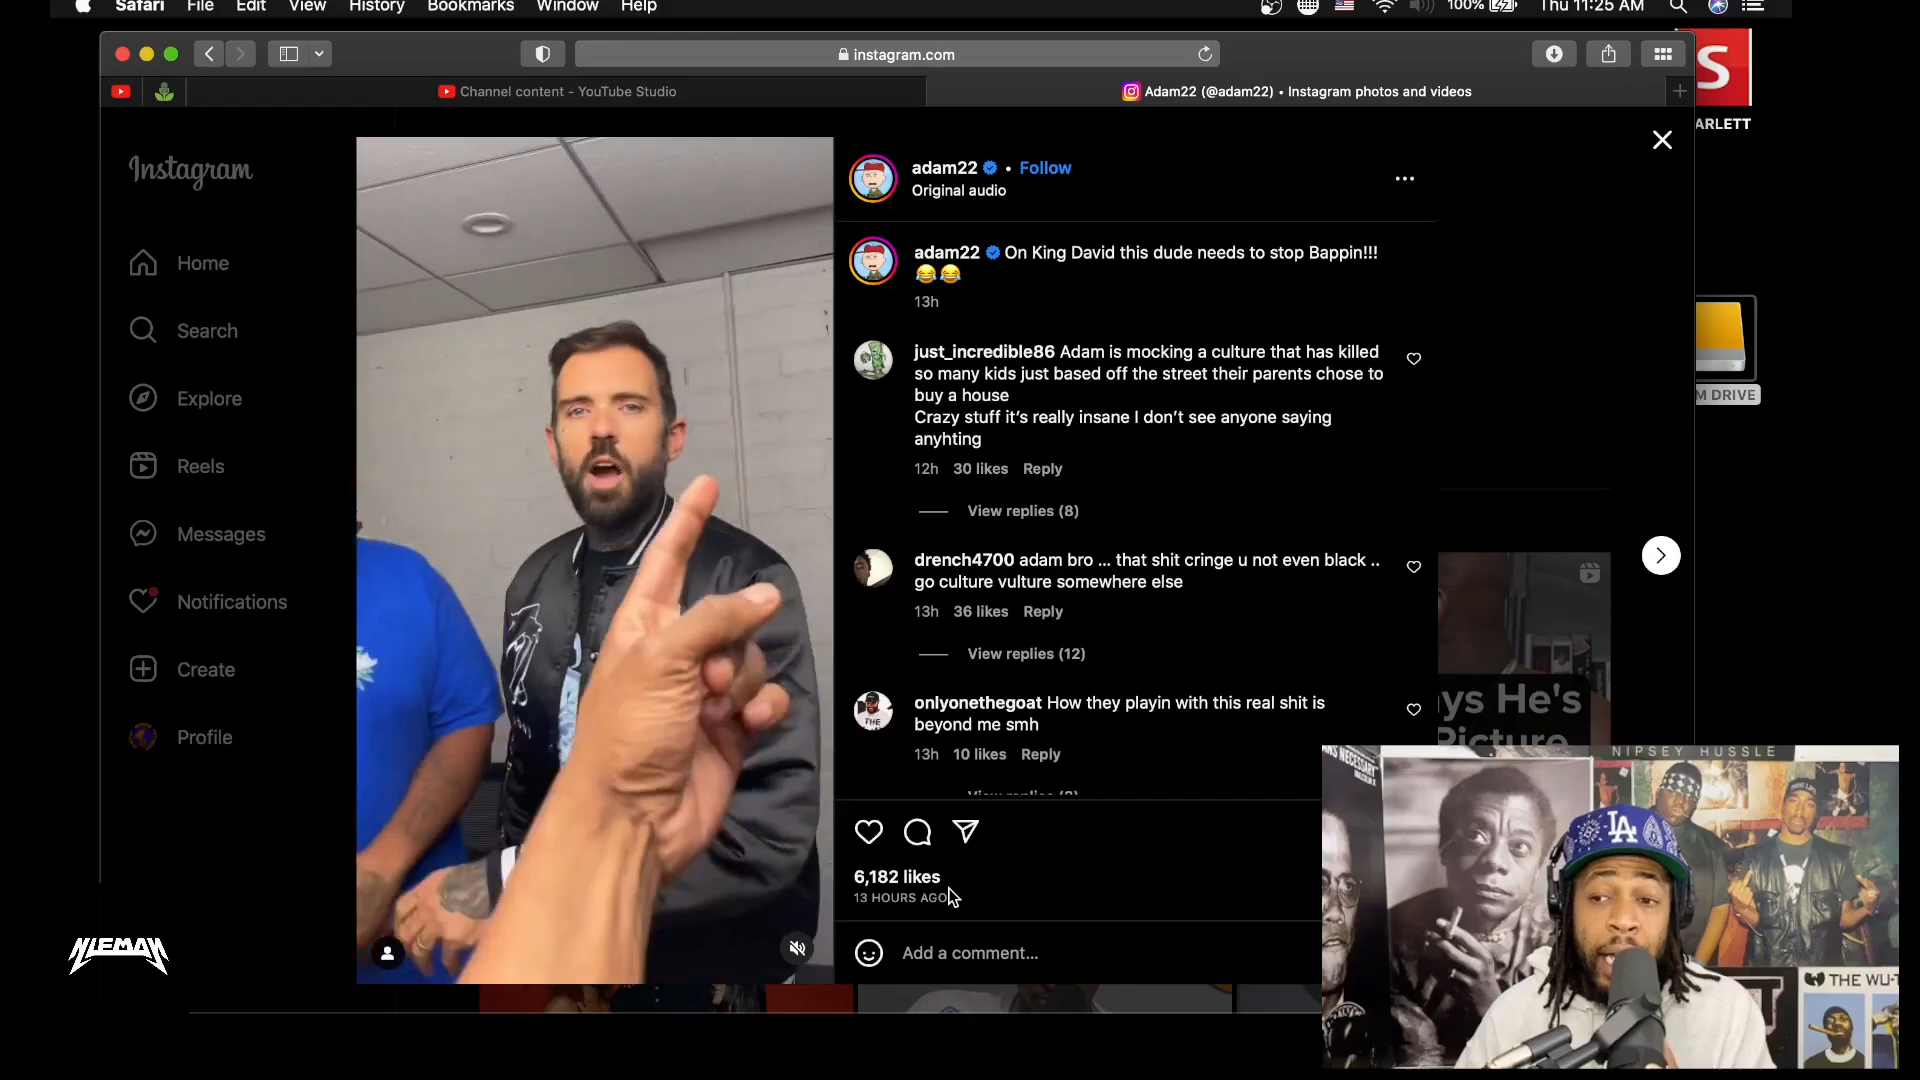 Safari File Edit View History Bookmarks Window Help
100% Thu 11:25 AM
instagram.com
Channel content - YouTube Studio
Adam22 (@adam22) • Instagram photos and videos
S
ARLETT
M DRIVE
Instagram
Home
Search
Explore
Reels
Messages
Notifications
Create
Profile
adam22 • Follow
Original audio
adam22 On King David this dude needs to stop Bappin!!!
😂😂
13h
just_incredible86 Adam is mocking a culture that has killed
so many kids just based off the street their parents chose to
buy a house
Crazy stuff it's really insane I don't see anyone saying
anyhting
12h 30 likes Reply
View replies (8)
drench4700 adam bro ... that shit cringe u not even black ..
go culture vulture somewhere else
13h 36 likes Reply
View replies (12)
onlyonethegoat How they playin with this real shit is
beyond me smh
13h 10 likes Reply
6,182 likes
13 HOURS AGO
Add a comment...
ys He's
Picture
NLEMAN
NIPSEY HUSSLE
NS NECESSARY
LA
THE WU-T
THE